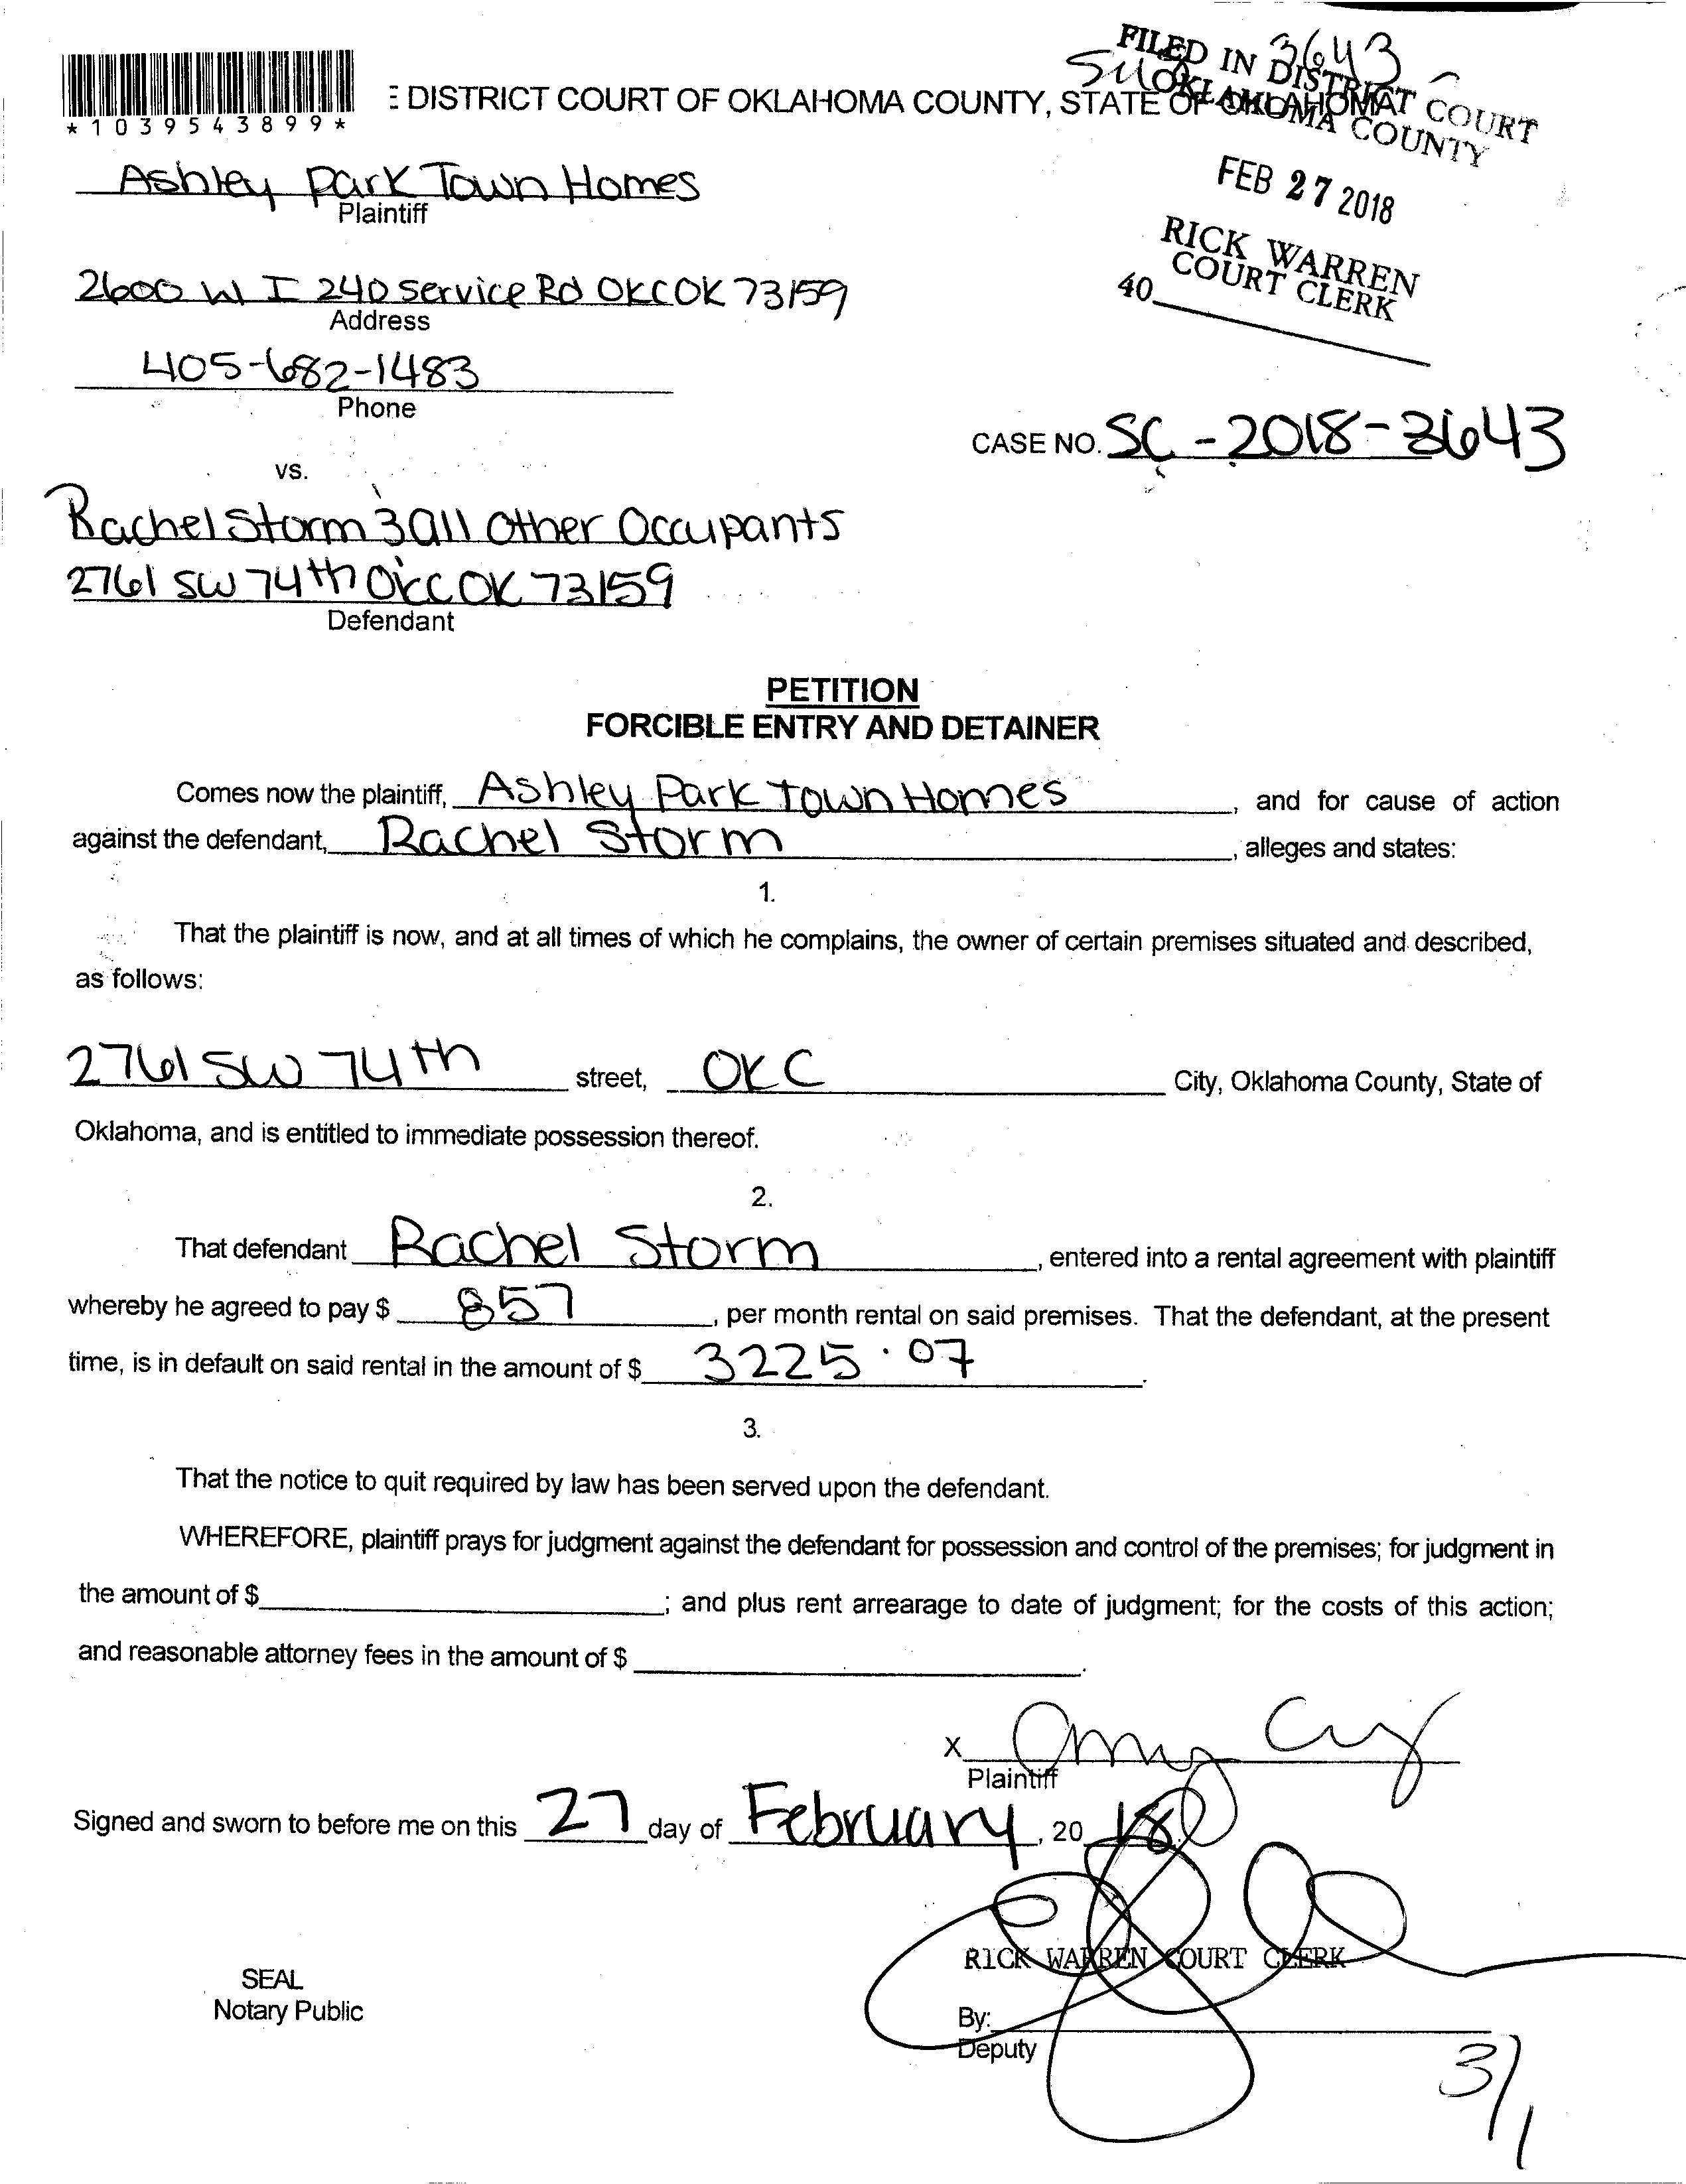 3643
FILED IN DISTRICT COURT
OKLAHOMA COUNTY
DISTRICT COURT OF OKLAHOMA COUNTY, STATE OF OKLAHOMA
*1039543899*
FEB 27 2018
Ashley Park Town Homes
Plaintiff
RICK WARREN
COURT CLERK
40
2600 W I 240 Service Rd OKC OK 73159
Address
405-682-1483
Phone
CASE NO. SC-2018-3643
vs.
Rachel Storm 3 all other Occupants
2761 SW 74th OKC OK 73159
Defendant
PETITION
FORCIBLE ENTRY AND DETAINER
Comes now the plaintiff, Ashley Park Town Homes, and for cause of action
against the defendant, Rachel Storm, alleges and states:
1.
That the plaintiff is now, and at all times of which he complains, the owner of certain premises situated and described,
as follows:
2761 SW 74th street, OKC City, Oklahoma County, State of
Oklahoma, and is entitled to immediate possession thereof.
2.
That defendant Rachel Storm, entered into a rental agreement with plaintiff
whereby he agreed to pay $ 857, per month rental on said premises. That the defendant, at the present
time, is in default on said rental in the amount of $ 3225.07.
3.
That the notice to quit required by law has been served upon the defendant.
WHEREFORE, plaintiff prays for judgment against the defendant for possession and control of the premises; for judgment in
the amount of $ ; and plus rent arrearage to date of judgment; for the costs of this action;
and reasonable attorney fees in the amount of $ .
X
Plaintiff
Signed and sworn to before me on this 27 day of February, 2018
RICK WARREN COURT CLERK
SEAL
Notary Public
By:
Deputy
3/1